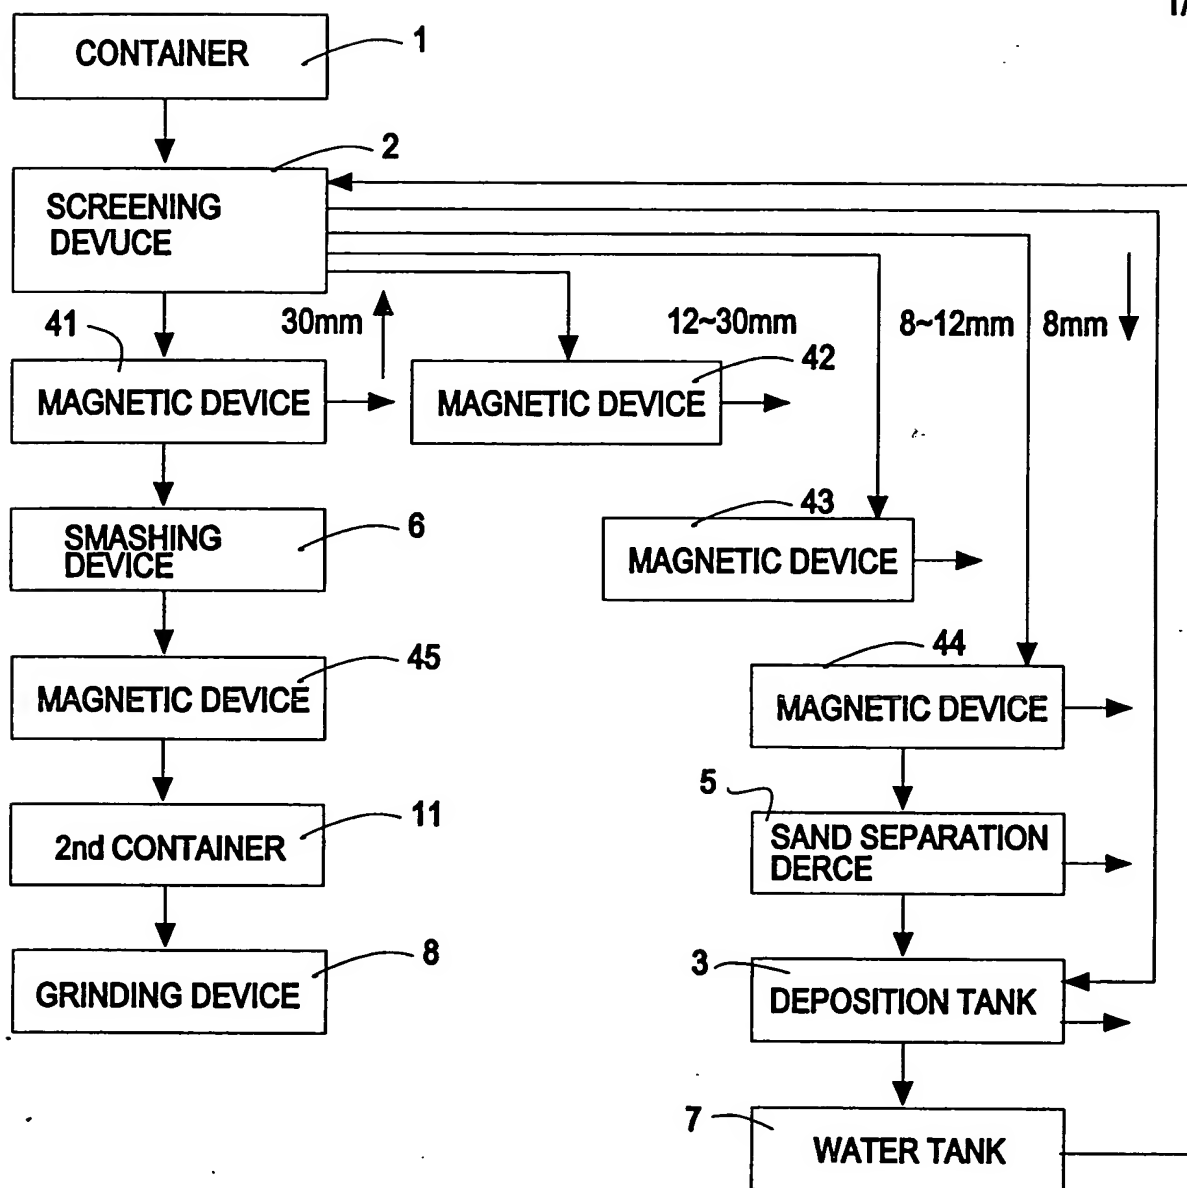 1/
CONTAINER
1
2
SCREENING
DEVUCE
41
30mm
12~30mm
8~12mm
8mm
MAGNETIC DEVICE
42
MAGNETIC DEVICE
43
SMASHING
DEVICE
6
MAGNETIC DEVICE
45
MAGNETIC DEVICE
44
MAGNETIC DEVICE
5
2nd CONTAINER
11
SAND SEPARATION
DERCE
GRINDING DEVICE
8
3
DEPOSITION TANK
7
WATER TANK